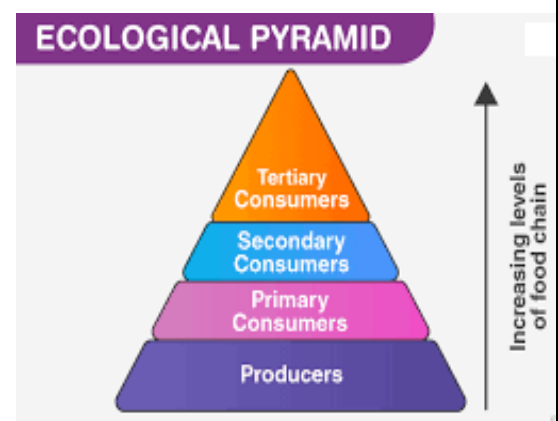 ECOLOGICAL PYRAMID
Tertiary
Consumers
Secondary
Consumers
Primary
Consumers
Producers
Increasing levels
of food chain